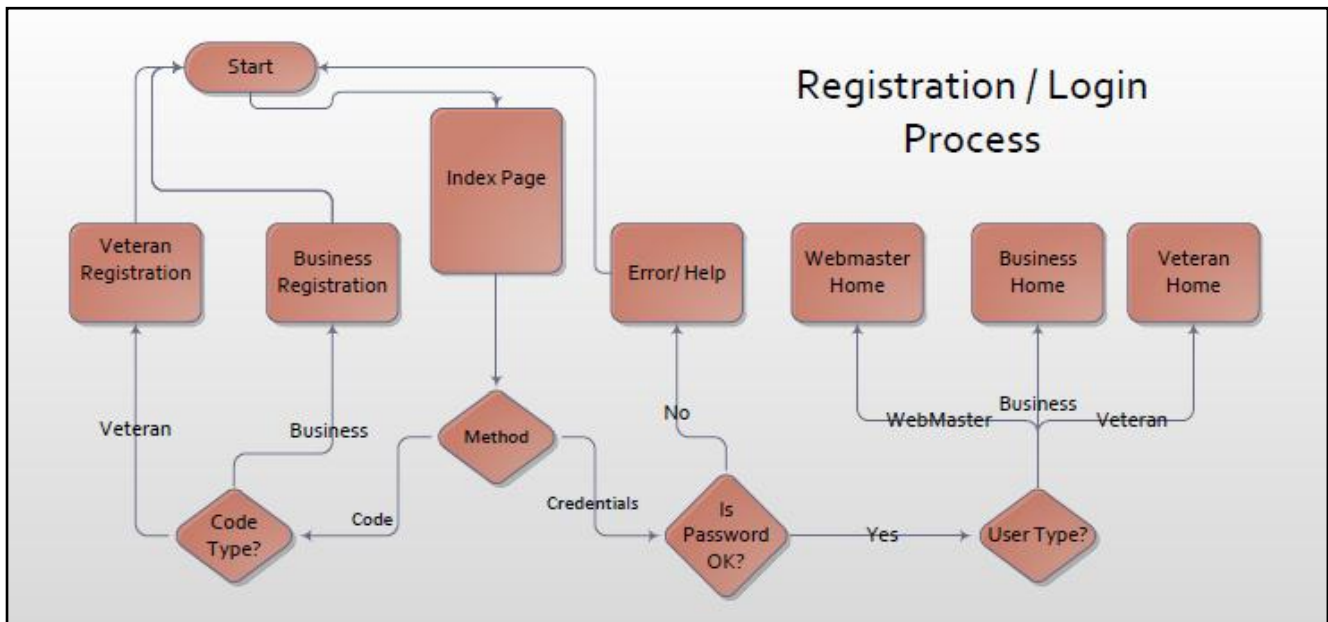 Start
Registration / Login
Process
Index Page
Veteran
Registration
Business
Registration
Error/ Help
Webmaster
Home
Business
Home
Veteran
Home
Veteran
Business
Method
No
WebMaster
Business
Veteran
Code
Type?
Code
Credentials
Is
Password
OK?
Yes
User Type?